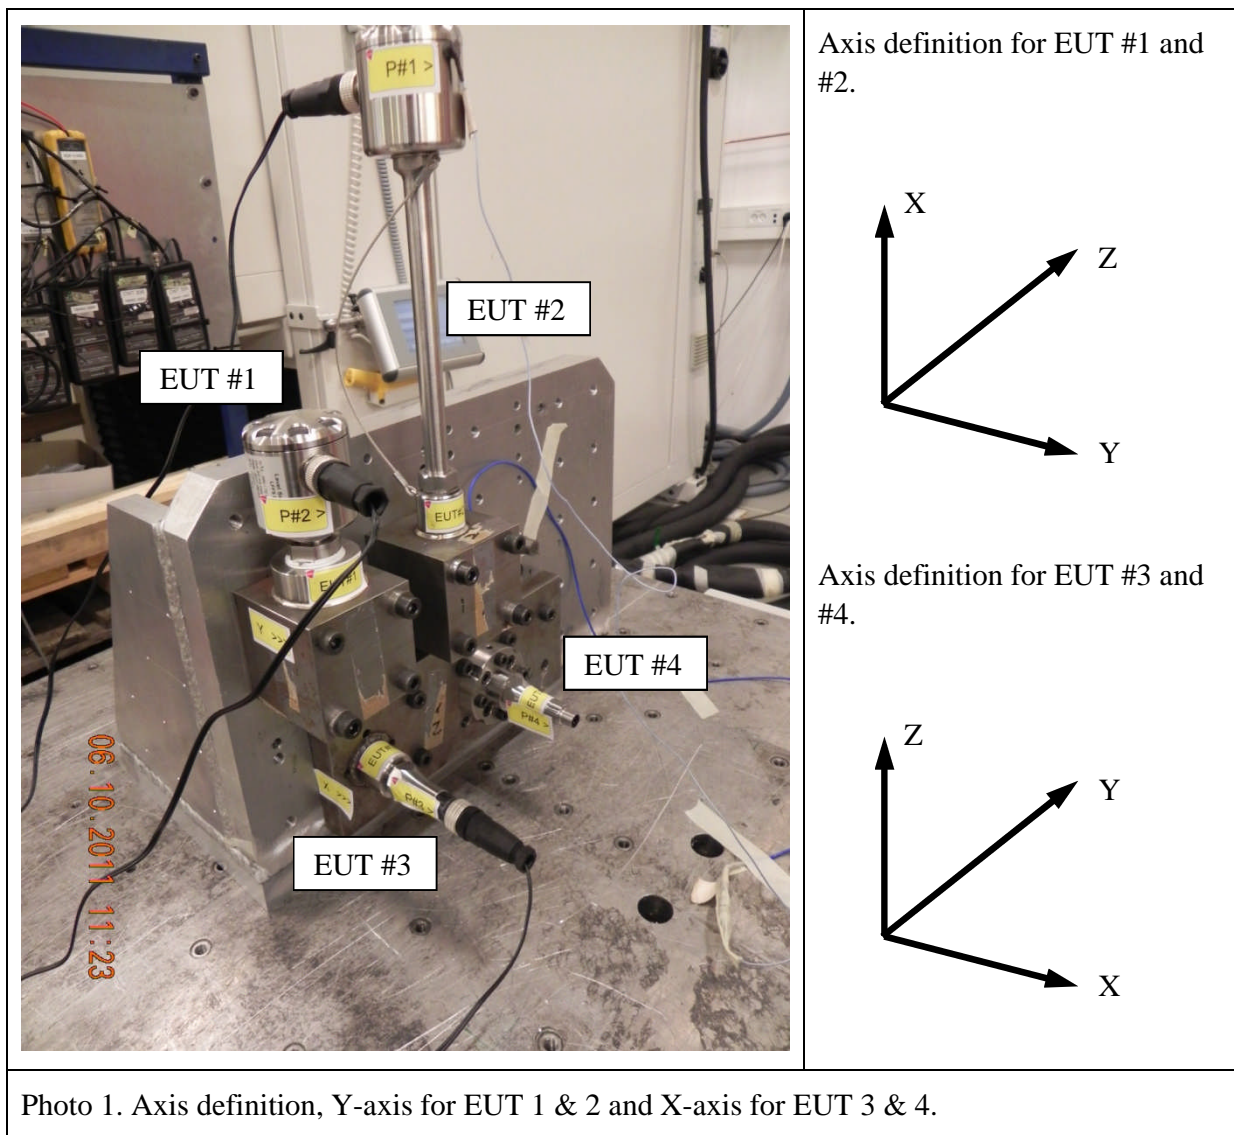 Axis definition for EUT #1 and
#2.
P#1 >
EUT #2
EUT #1
X
Z
Y
P#2 >
EUT#1
Y >>>
EUT #4
P#4 >
X >>>
EUT #3
06.10.2011 11:23
Axis definition for EUT #3 and
#4.
Z
Y
X
Photo 1. Axis definition, Y-axis for EUT 1 & 2 and X-axis for EUT 3 & 4.